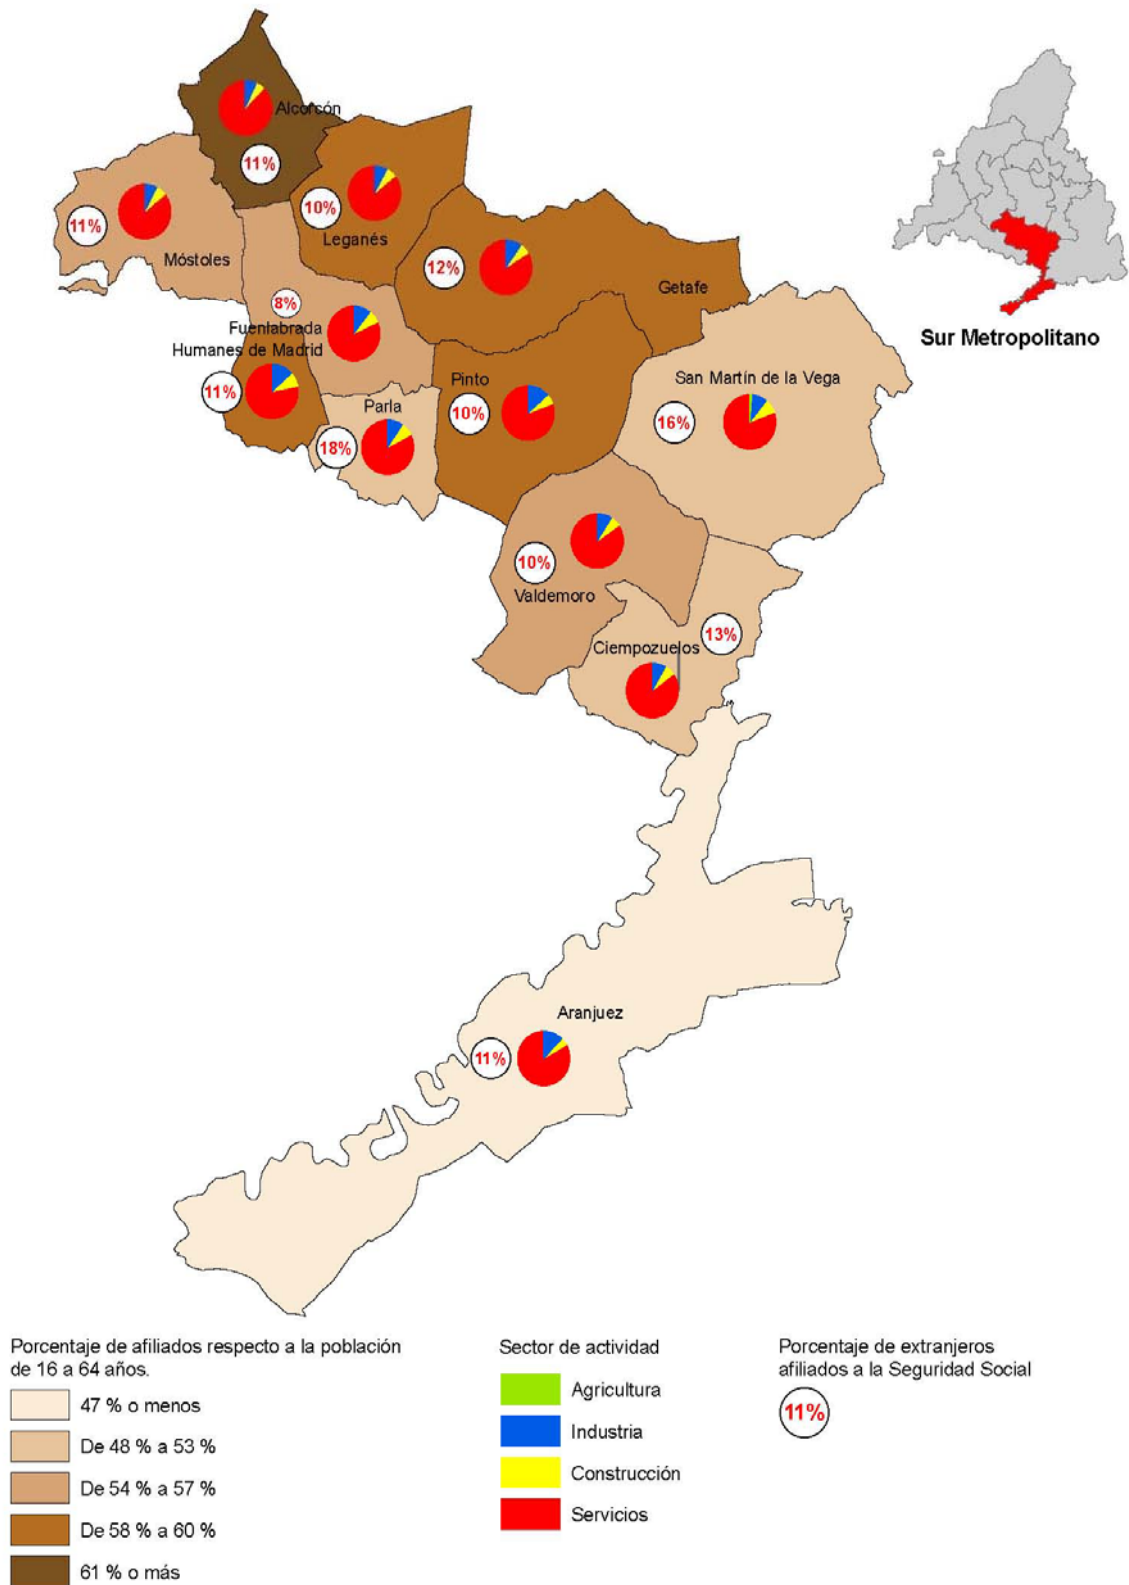 Alcorcón
11%
11%
10%
Leganés
Móstoles
12%
Getafe
Sur Metropolitano
8%
Fuenlabrada
Humanes de Madrid
11%
Pinto
10%
San Martín de la Vega
16%
Parla
18%
10%
Valdemoro
13%
Ciempozuelos
Aranjuez
11%
Porcentaje de afiliados respecto a la población
de 16 a 64 años.
47 % o menos
De 48 % a 53 %
De 54 % a 57 %
De 58 % a 60 %
61 % o más
Sector de actividad
Agricultura
Industria
Construcción
Servicios
Porcentaje de extranjeros
afiliados a la Seguridad Social
11%